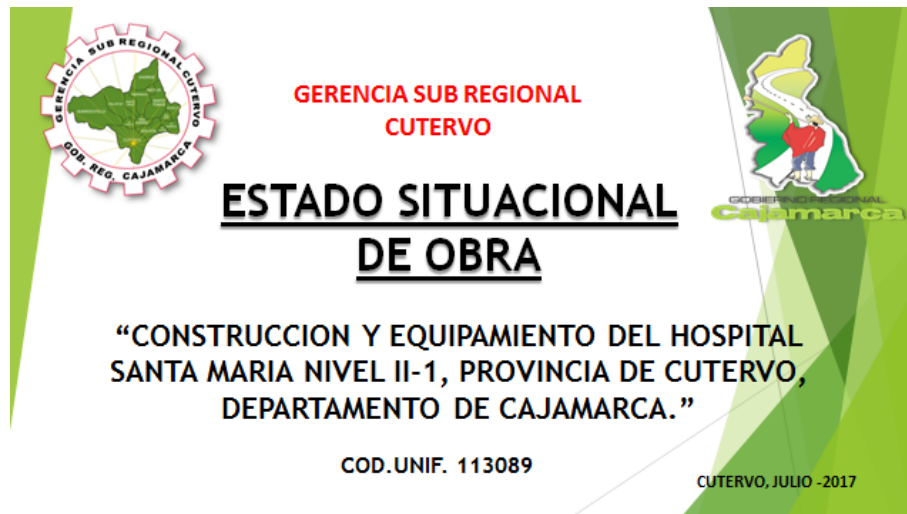 GERENCIA SUB REGIONAL CUTERVO
GOB. REG. CAJAMARCA
GERENCIA SUB REGIONAL
CUTERVO
GOBIERNO REGIONAL
Cajamarca
ESTADO SITUACIONAL
DE OBRA
“CONSTRUCCION Y EQUIPAMIENTO DEL HOSPITAL
SANTA MARIA NIVEL II-1, PROVINCIA DE CUTERVO,
DEPARTAMENTO DE CAJAMARCA.”
COD.UNIF. 113089
CUTERVO, JULIO -2017